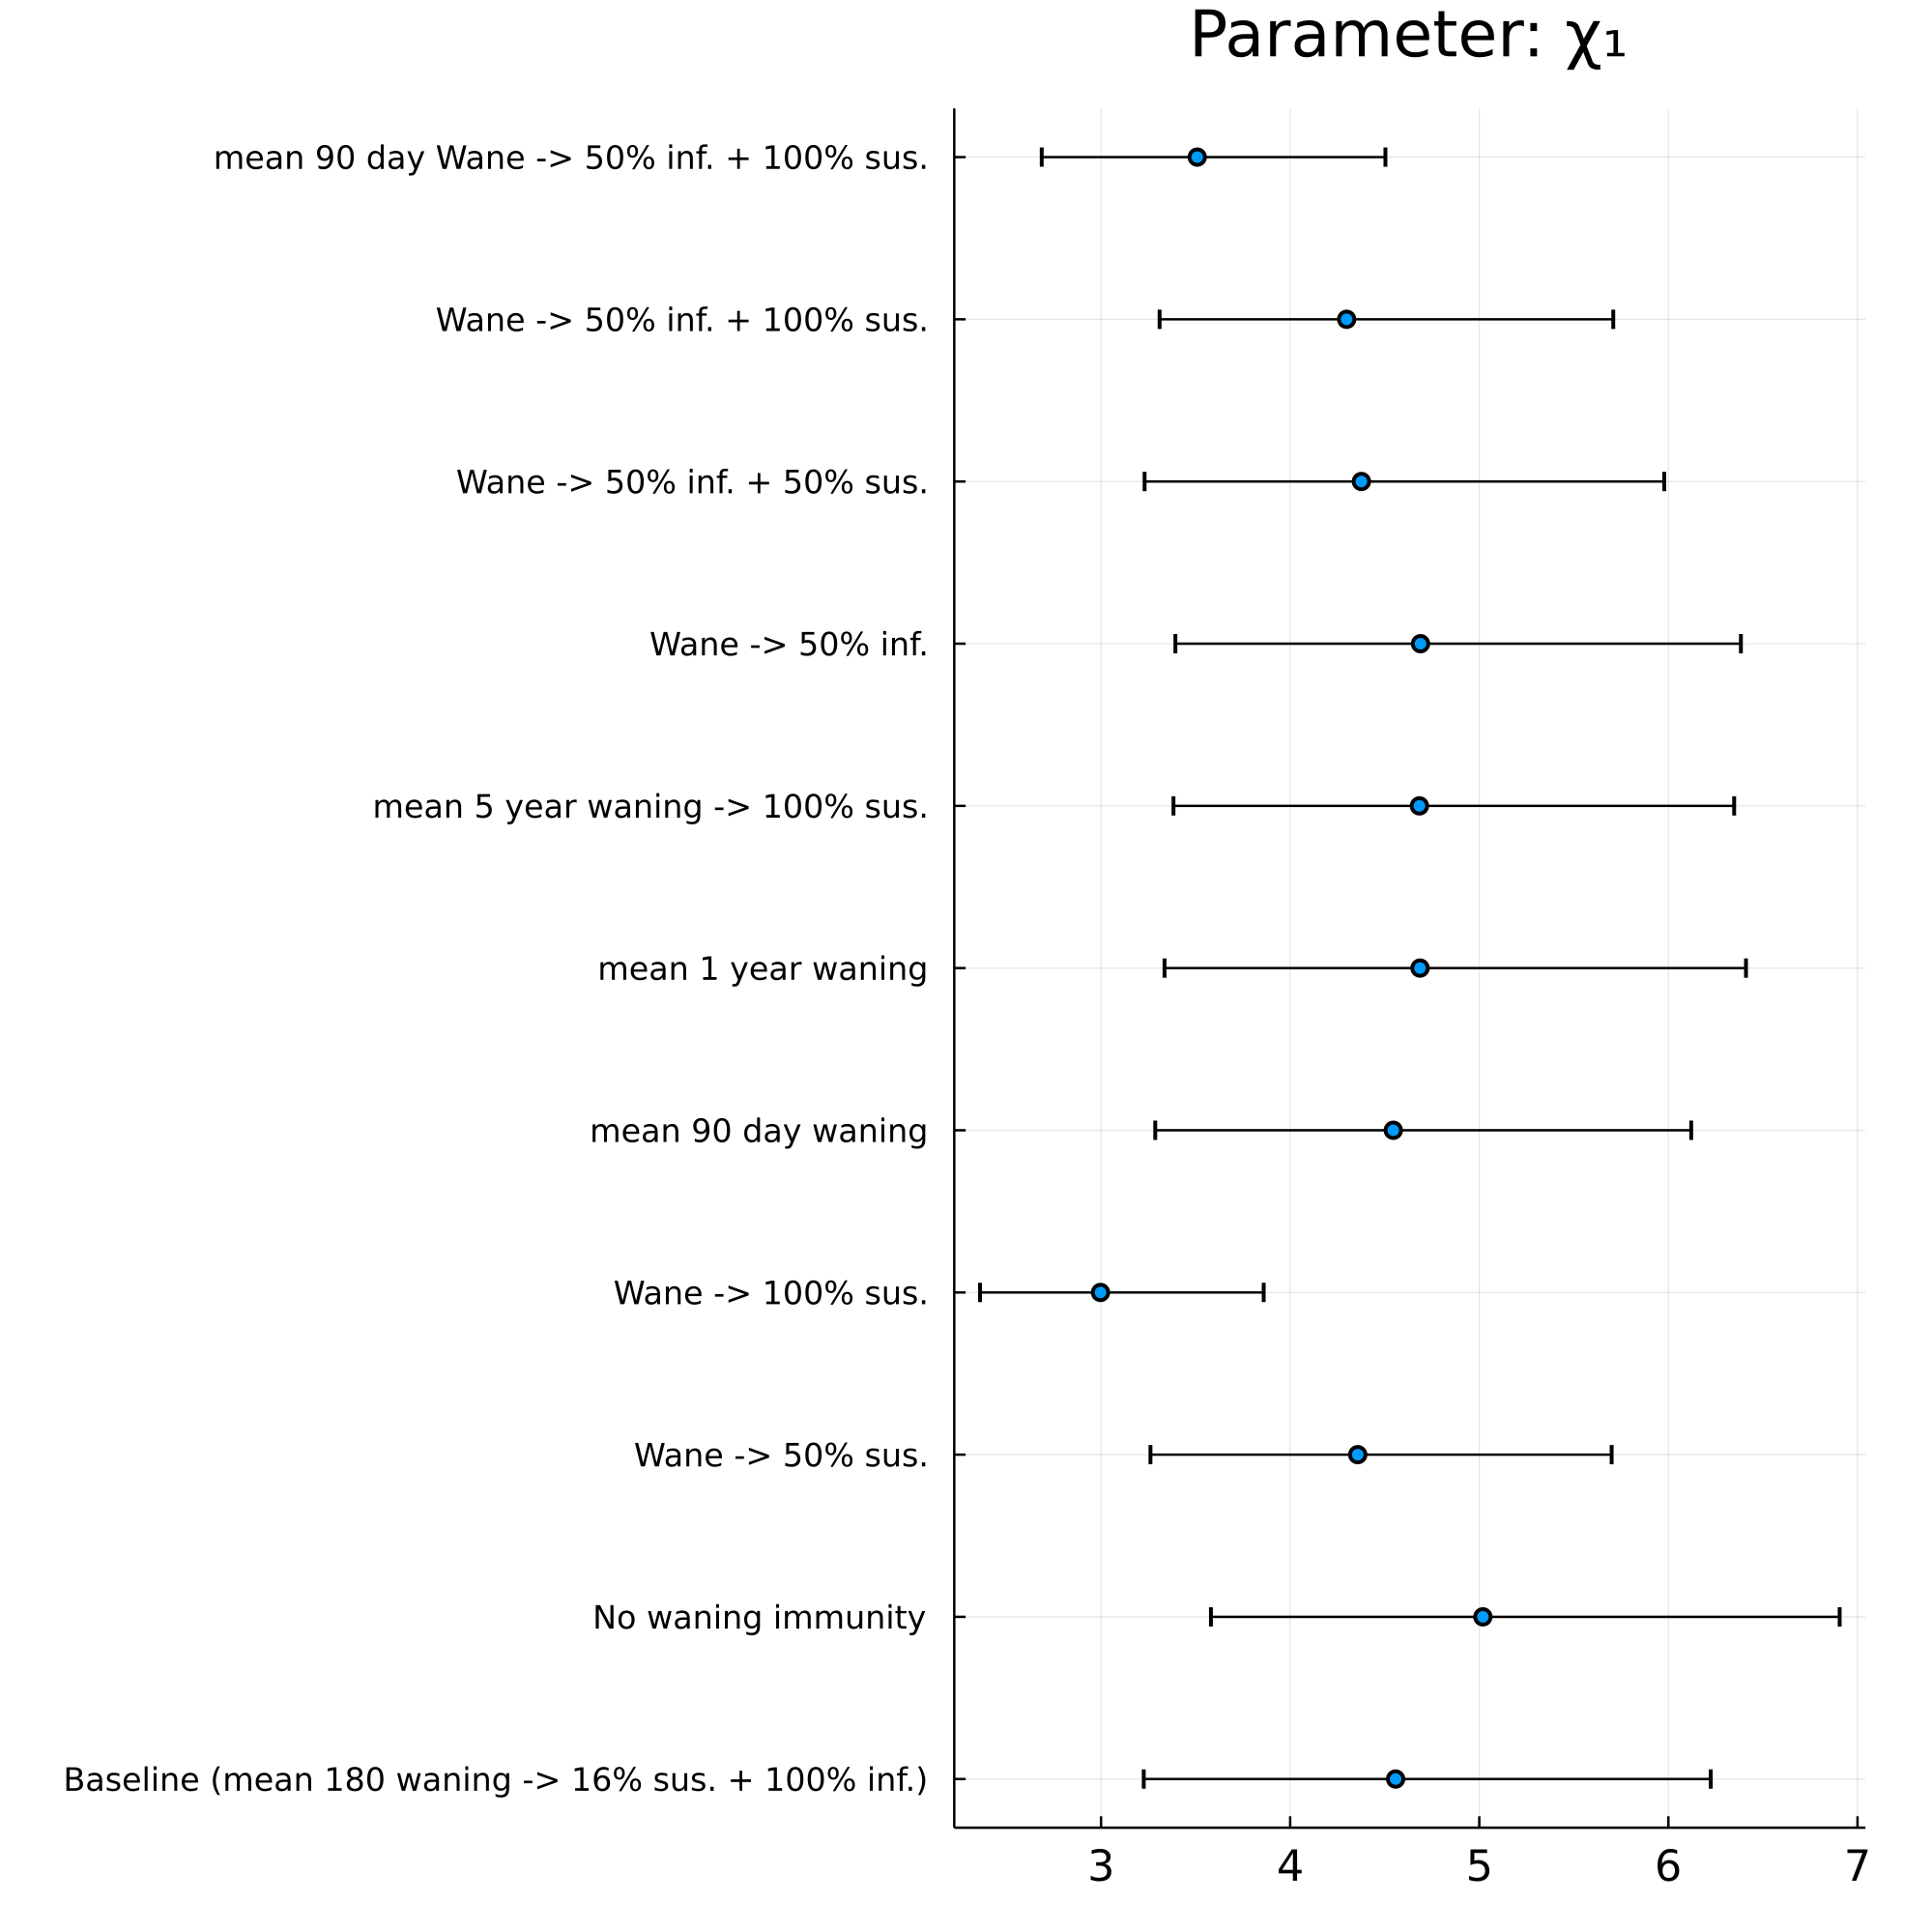 Parameter: χ₁
mean 90 day Wane -> 50% inf. + 100% sus.
Wane -> 50% inf. + 100% sus.
Wane -> 50% inf. + 50% sus.
Wane -> 50% inf.
mean 5 year waning -> 100% sus.
mean 1 year waning
mean 90 day waning
Wane -> 100% sus.
Wane -> 50% sus.
No waning immunity
Baseline (mean 180 waning -> 16% sus. + 100% inf.)
3 4 5 6 7